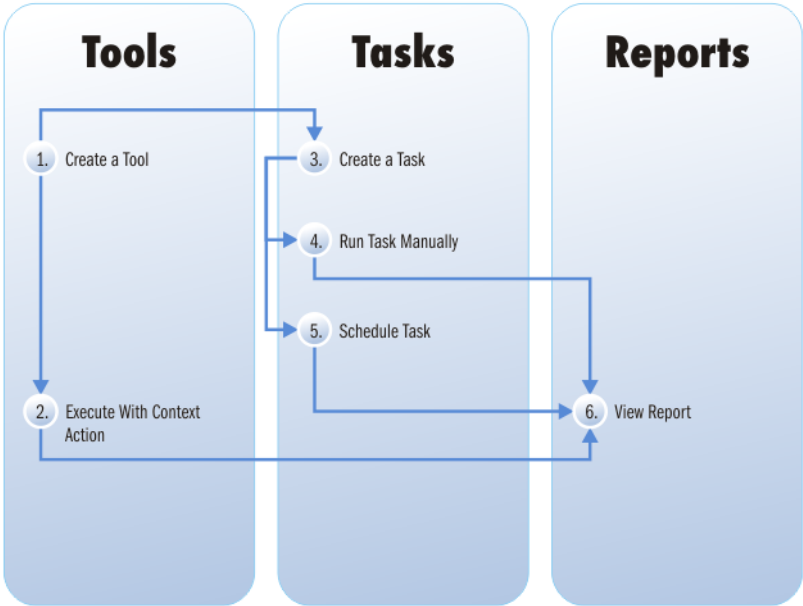 Tools
1. Create a Tool
2. Execute With Context
Action
Tasks
3. Create a Task
4. Run Task Manually
5. Schedule Task
Reports
6. View Report